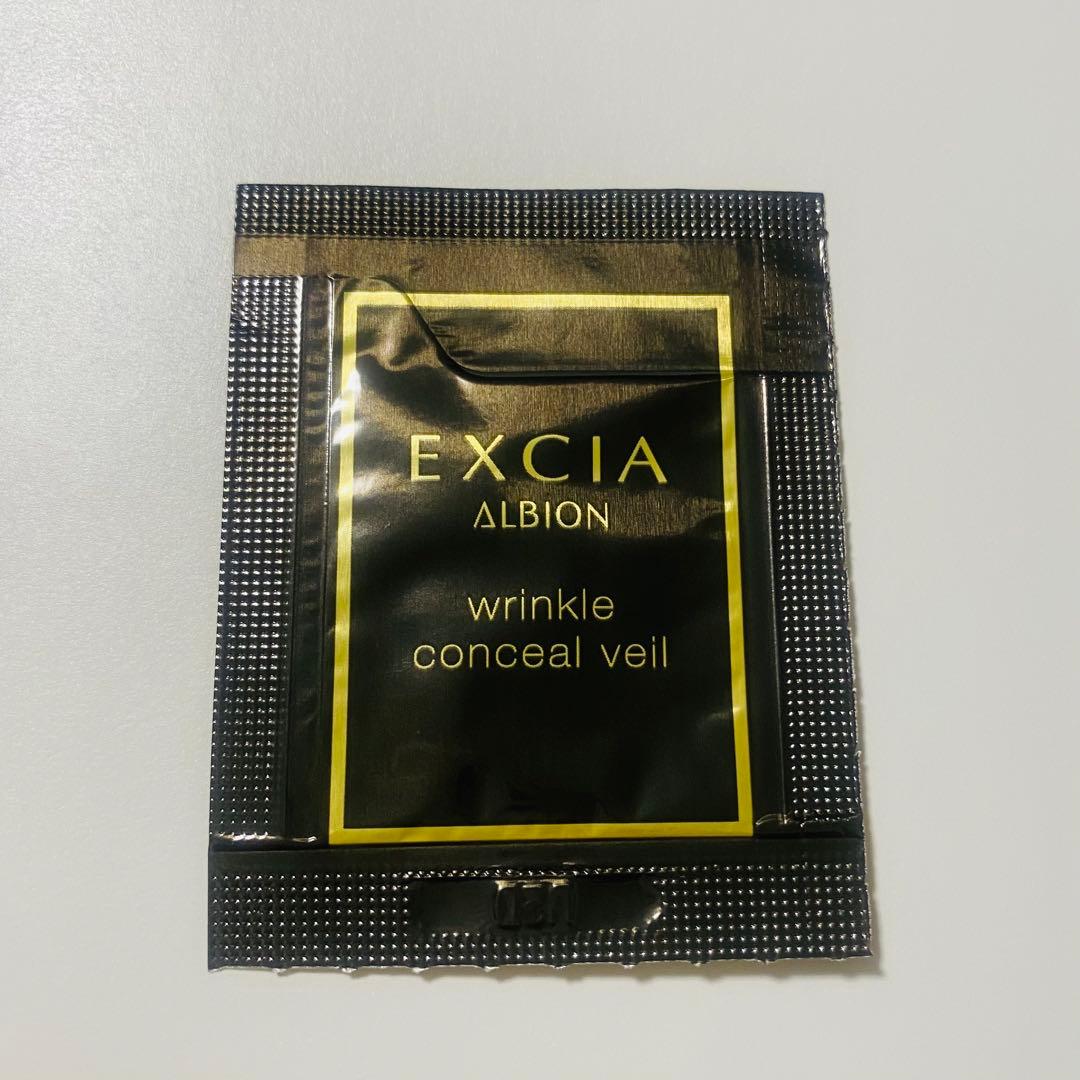 EXCIA
ALBION
wrinkle
conceal veil